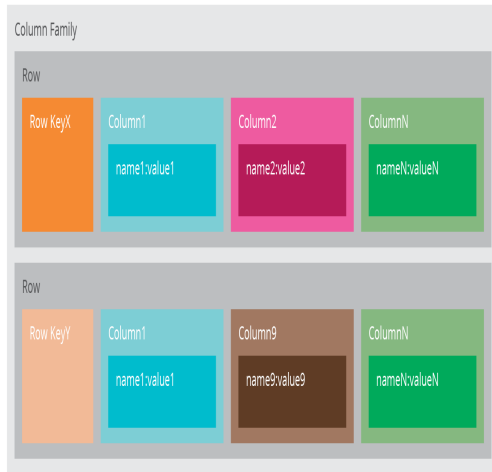 Column Family
Row
Row KeyX
Column1
name1:value1
Column2
name2:value2
ColumnN
nameN:valueN
Row
Row KeyY
Column1
name1:value1
Column9
name9:value9
ColumnN
nameN:valueN